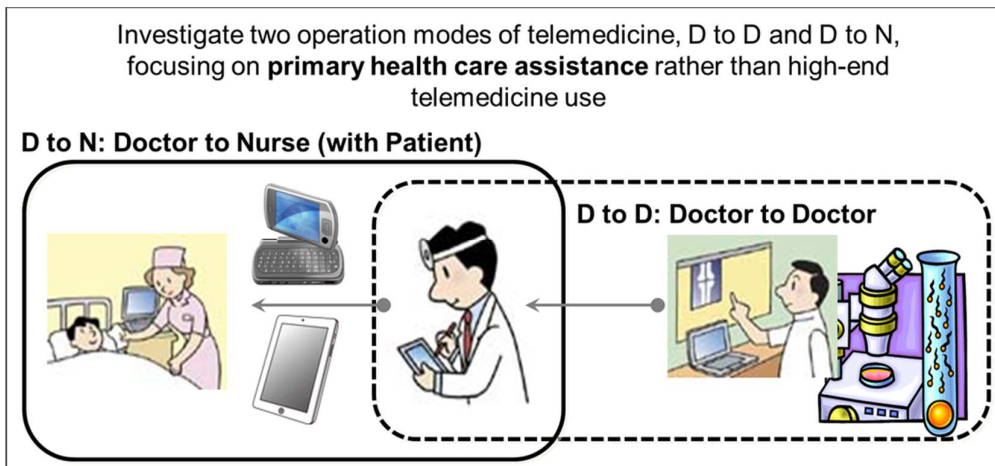 Investigate two operation modes of telemedicine, D to D and D to N,
focusing on primary health care assistance rather than high-end
telemedicine use
D to N: Doctor to Nurse (with Patient)
D to D: Doctor to Doctor